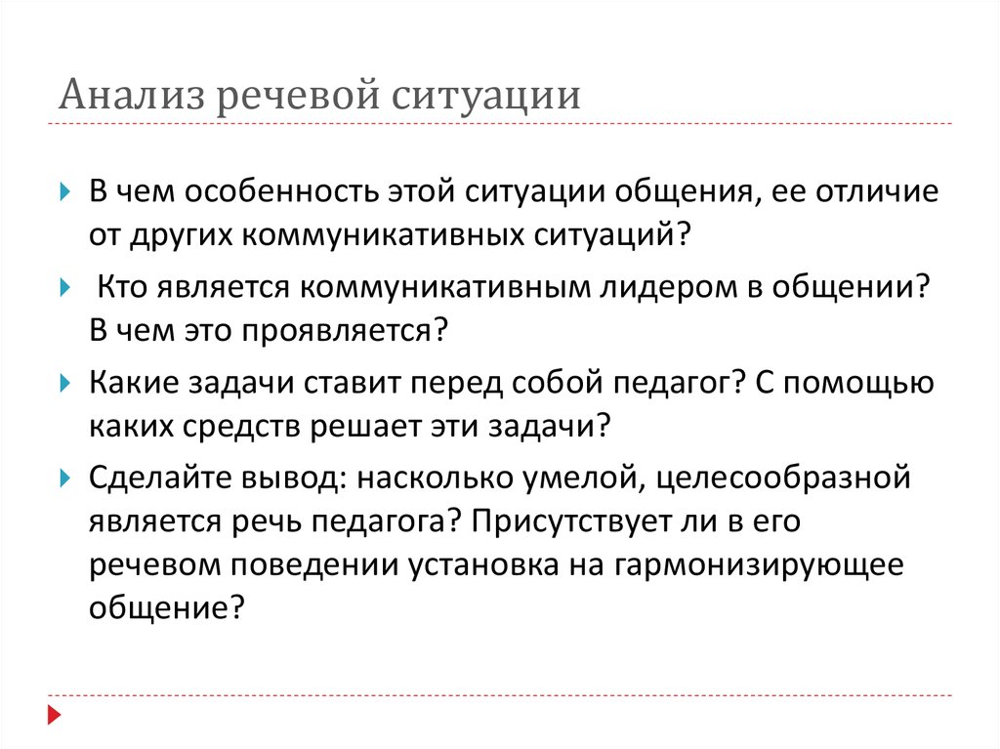 Анализ речевой ситуации
В чем особенность этой ситуации общения, ее отличие
от других коммуникативных ситуаций?
Кто является коммуникативным лидером в общении?
В чем это проявляется?
Какие задачи ставит перед собой педагог? С помощью
каких средств решает эти задачи?
Сделайте вывод: насколько умелой, целесообразной
является речь педагога? Присутствует ли в его
речевом поведении установка на гармонизирующее
общение?